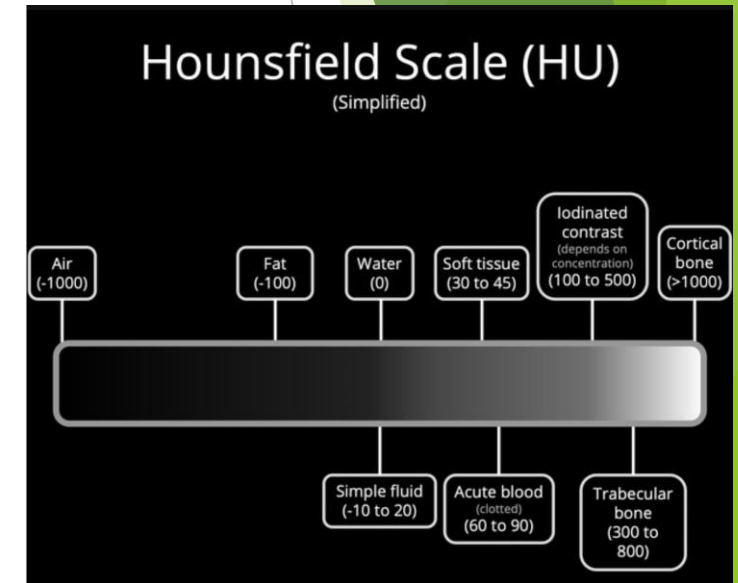 Hounsfield Scale (HU)
(Simplified)
Air
(-1000)
Fat
(-100)
Water
(0)
Soft tissue
(30 to 45)
Iodinated
contrast
(depends on
concentration)
(100 to 500)
Cortical
bone
(>1000)
Simple fluid
(-10 to 20)
Acute blood
(clotted)
(60 to 90)
Trabecular
bone
(300 to
800)